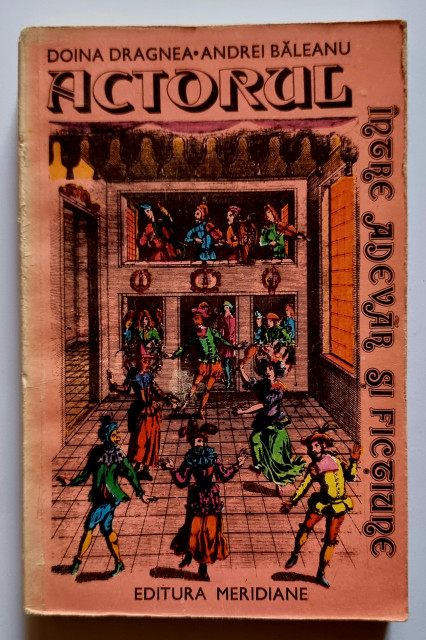 DOINA DRAGNEA • ANDREI BĂLEANU
ACTORUL
ÎNTRE ADEVĂR ȘI FICȚIUNE
EDITURA MERIDIANE